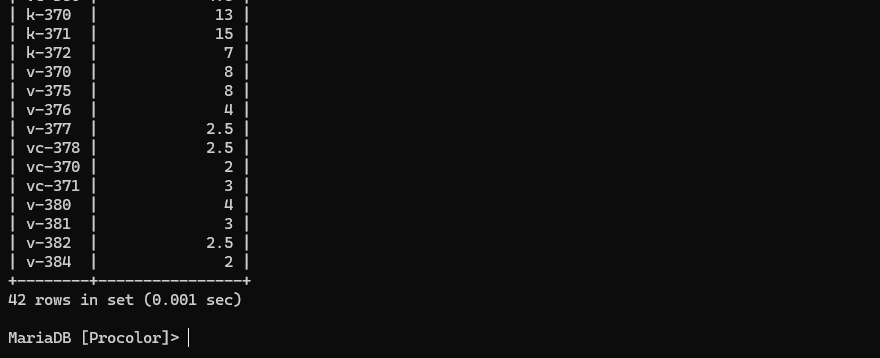 | k-370  |             13 |
| k-371  |             15 |
| k-372  |              7 |
| v-370  |              8 |
| v-375  |              8 |
| v-376  |              4 |
| v-377  |            2.5 |
| vc-378 |            2.5 |
| vc-370 |              2 |
| vc-371 |              3 |
| v-380  |              4 |
| v-381  |              3 |
| v-382  |            2.5 |
| v-384  |              2 |
+--------+----------------+
42 rows in set (0.001 sec)
MariaDB [Procolor]>